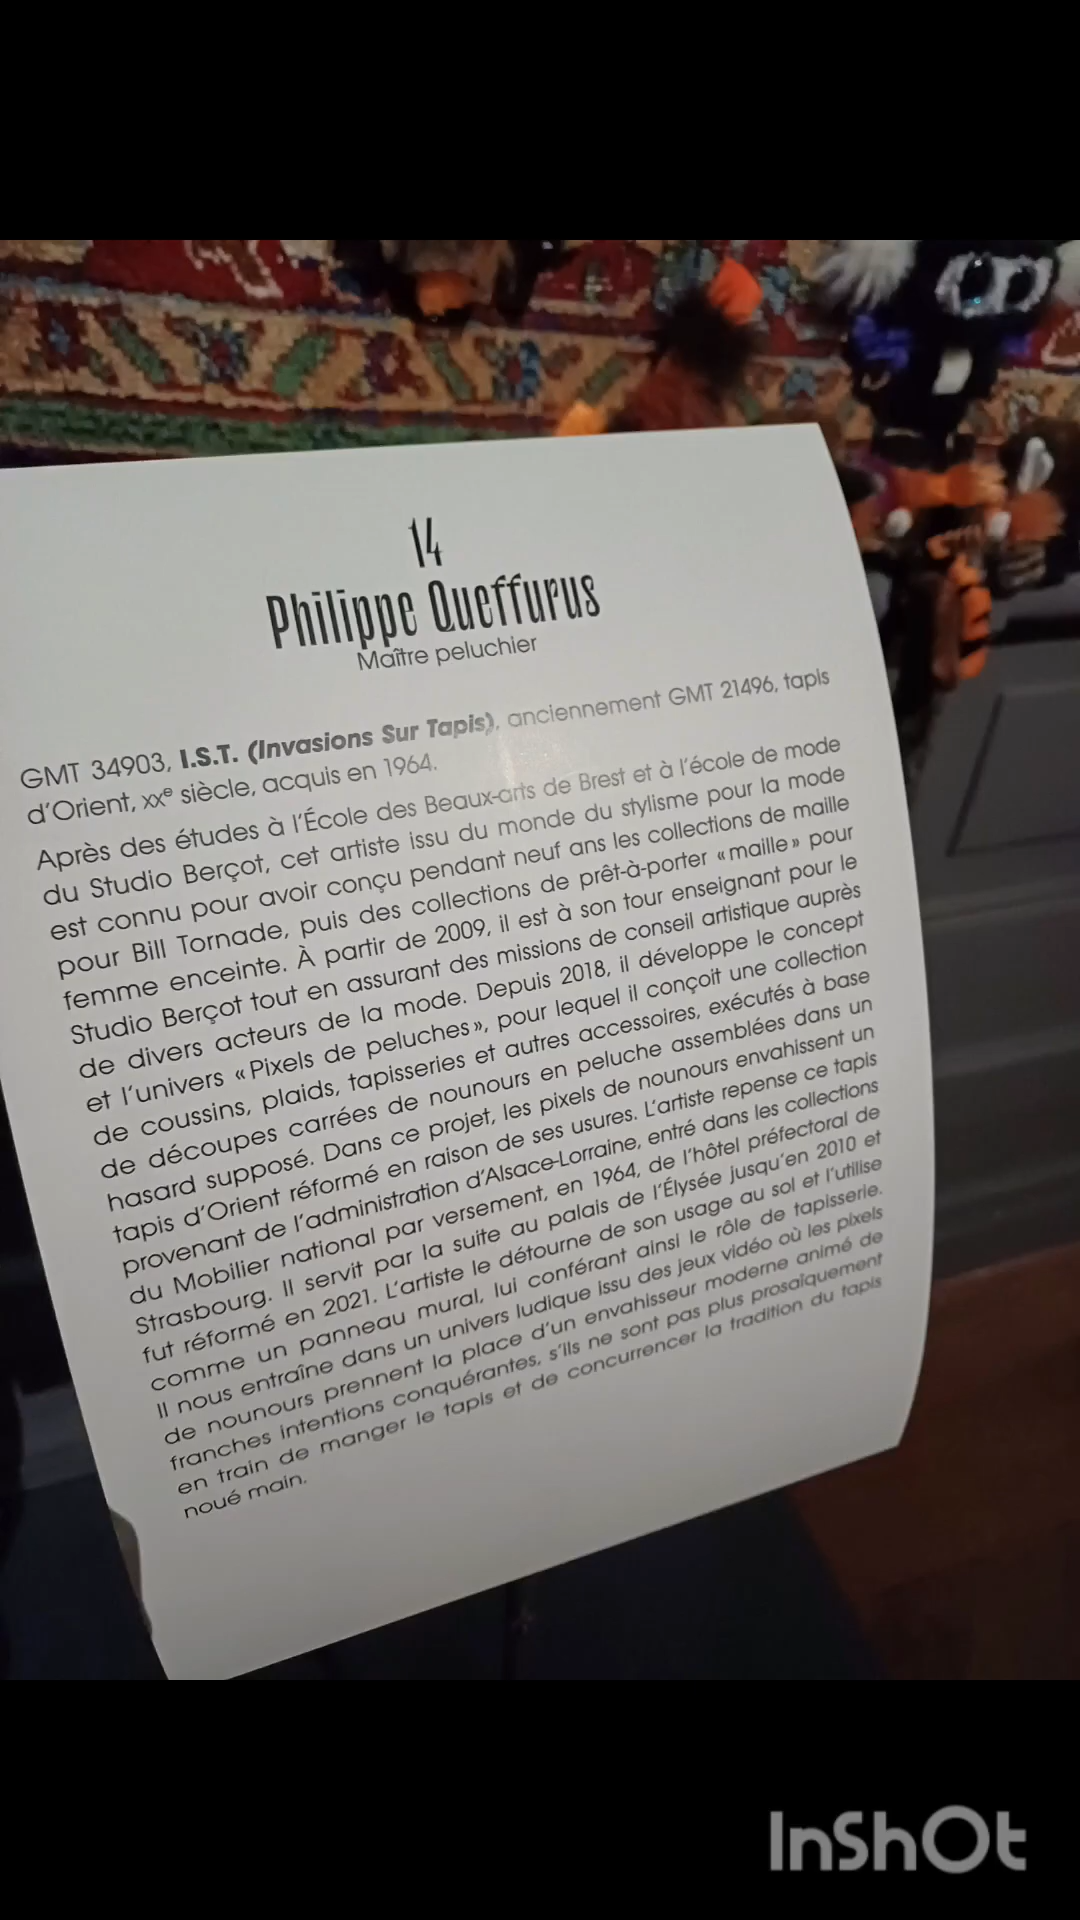 14
Philippe Queffurus
Maître peluchier
GMT 34903, I.S.T. (Invasions Sur Tapis), anciennement GMT 21496, tapis
d'Orient, XXe siècle, acquis en 1964.
Après des études à l'École des Beaux-arts de Brest et à l'école de mode
du Studio Berçot, cet artiste issu du monde du stylisme pour la mode
est connu pour avoir conçu pendant neuf ans les collections de maille
pour Bill Tornade, puis des collections de prêt-à-porter « maille » pour
femme enceinte. À partir de 2009, il est à son tour enseignant pour le
Studio Berçot tout en assurant des missions de conseil artistique auprès
de divers acteurs de la mode. Depuis 2018, il développe le concept
et l'univers « Pixels de peluches », pour lequel il conçoit une collection
de coussins, plaids, tapisseries et autres accessoires, exécutés à base
de découpes carrées de nounours en peluche assemblées dans un
hasard supposé. Dans ce projet, les pixels de nounours envahissent un
tapis d'Orient réformé en raison de ses usures. L'artiste repense ce tapis
provenant de l'administration d'Alsace-Lorraine, entré dans les collections
du Mobilier national par versement, en 1964, de l'hôtel préfectoral de
Strasbourg. Il servit par la suite au palais de l'Élysée jusqu'en 2010 et
fut réformé en 2021. L'artiste le détourne de son usage au sol et l'utilise
comme un panneau mural, lui conférant ainsi le rôle de tapisserie.
Il nous entraîne dans un univers ludique issu des jeux vidéo où les pixels
de nounours prennent la place d'un envahisseur moderne animé de
franches intentions conquérantes, s'ils ne sont pas plus prosaïquement
en train de manger le tapis et de concurrencer la tradition du tapis
noué main.
InShOt